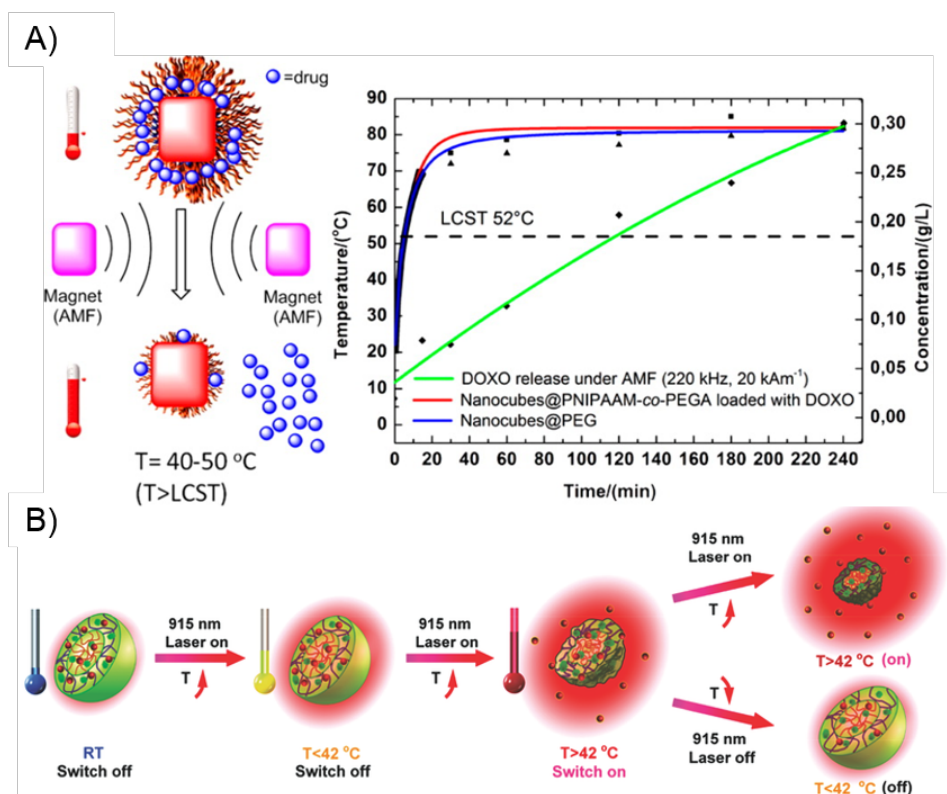 A)
=drug
Magnet
(AMF)
Magnet
(AMF)
T= 40-50 °C
(T>LCST)
Temperature/(°C)
90
80
70
60
50
40
30
20
10
0
LCST 52°C
DOXO release under AMF (220 kHz, 20 kAm⁻¹)
Nanocubes@PNIPAAM-co-PEGA loaded with DOXO
Nanocubes@PEG
0 20 40 60 80 100 120 140 160 180 200 220 240
Time/(min)
0,30
0,25
0,20
0,15
0,10
0,05
0,00
Concentration/(g/L)
B)
915 nm
Laser on
T
915 nm
Laser on
T
915 nm
Laser on
T
T>42 °C (on)
T
915 nm
Laser off
T<42 °C (off)
RT
Switch off
T<42 °C
Switch off
T>42 °C
Switch on